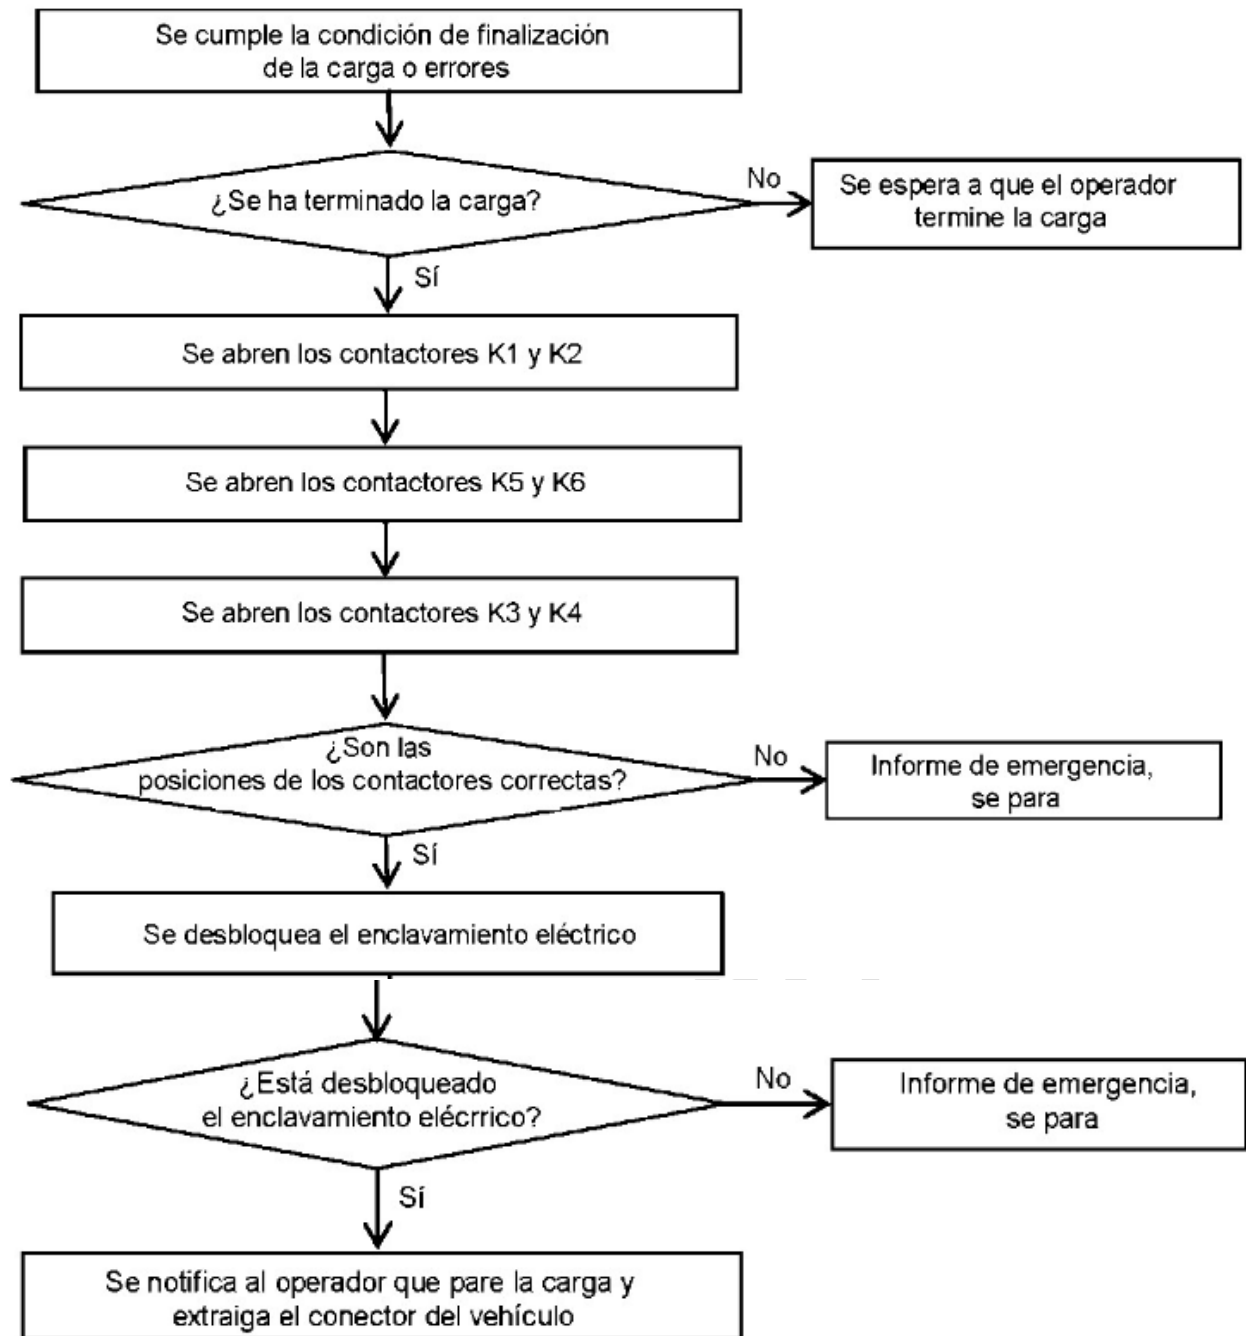 Se cumple la condición de finalización
de la carga o errores
¿Se ha terminado la carga?
No
Se espera a que el operador
termine la carga
Sí
Se abren los contactores K1 y K2
Se abren los contactores K5 y K6
Se abren los contactores K3 y K4
¿Son las
posiciones de los contactores correctas?
No
Informe de emergencia,
se para
Sí
Se desbloquea el enclavamiento eléctrico
¿Está desbloqueado
el enclavamiento elécrrico?
No
Informe de emergencia,
se para
Sí
Se notifica al operador que pare la carga y
extraiga el conector del vehículo